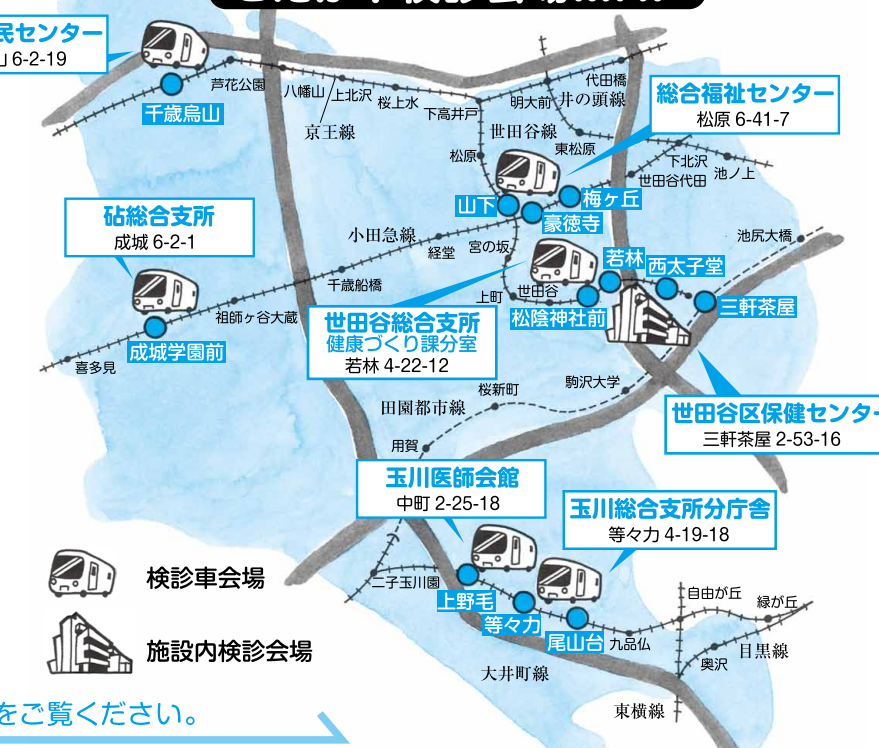 民センター
山 6-2-19
千歳烏山
芦花公園
八幡山
上北沢
京王線
桜上水
下高井戸
明大前
代田橋
井の頭線
世田谷線
東松原
松原
総合福祉センター
松原 6-41-7
下北沢
池ノ上
世田谷代田
梅ヶ丘
山下
豪徳寺
砧総合支所
成城 6-2-1
小田急線
経堂
宮の坂
千歳船橋
祖師ヶ谷大蔵
成城学園前
喜多見
池尻大橋
若林
西太子堂
三軒茶屋
世田谷
上町
松陰神社前
世田谷総合支所
健康づくり課分室
若林 4-22-12
駒沢大学
桜新町
田園都市線
用賀
世田谷区保健センター
三軒茶屋 2-53-16
玉川医師会館
中町 2-25-18
玉川総合支所分庁舎
等々力 4-19-18
二子玉川園
上野毛
等々力
尾山台
九品仏
自由が丘
緑が丘
奥沢
目黒線
大井町線
東横線
検診車会場
施設内検診会場
をご覧ください。